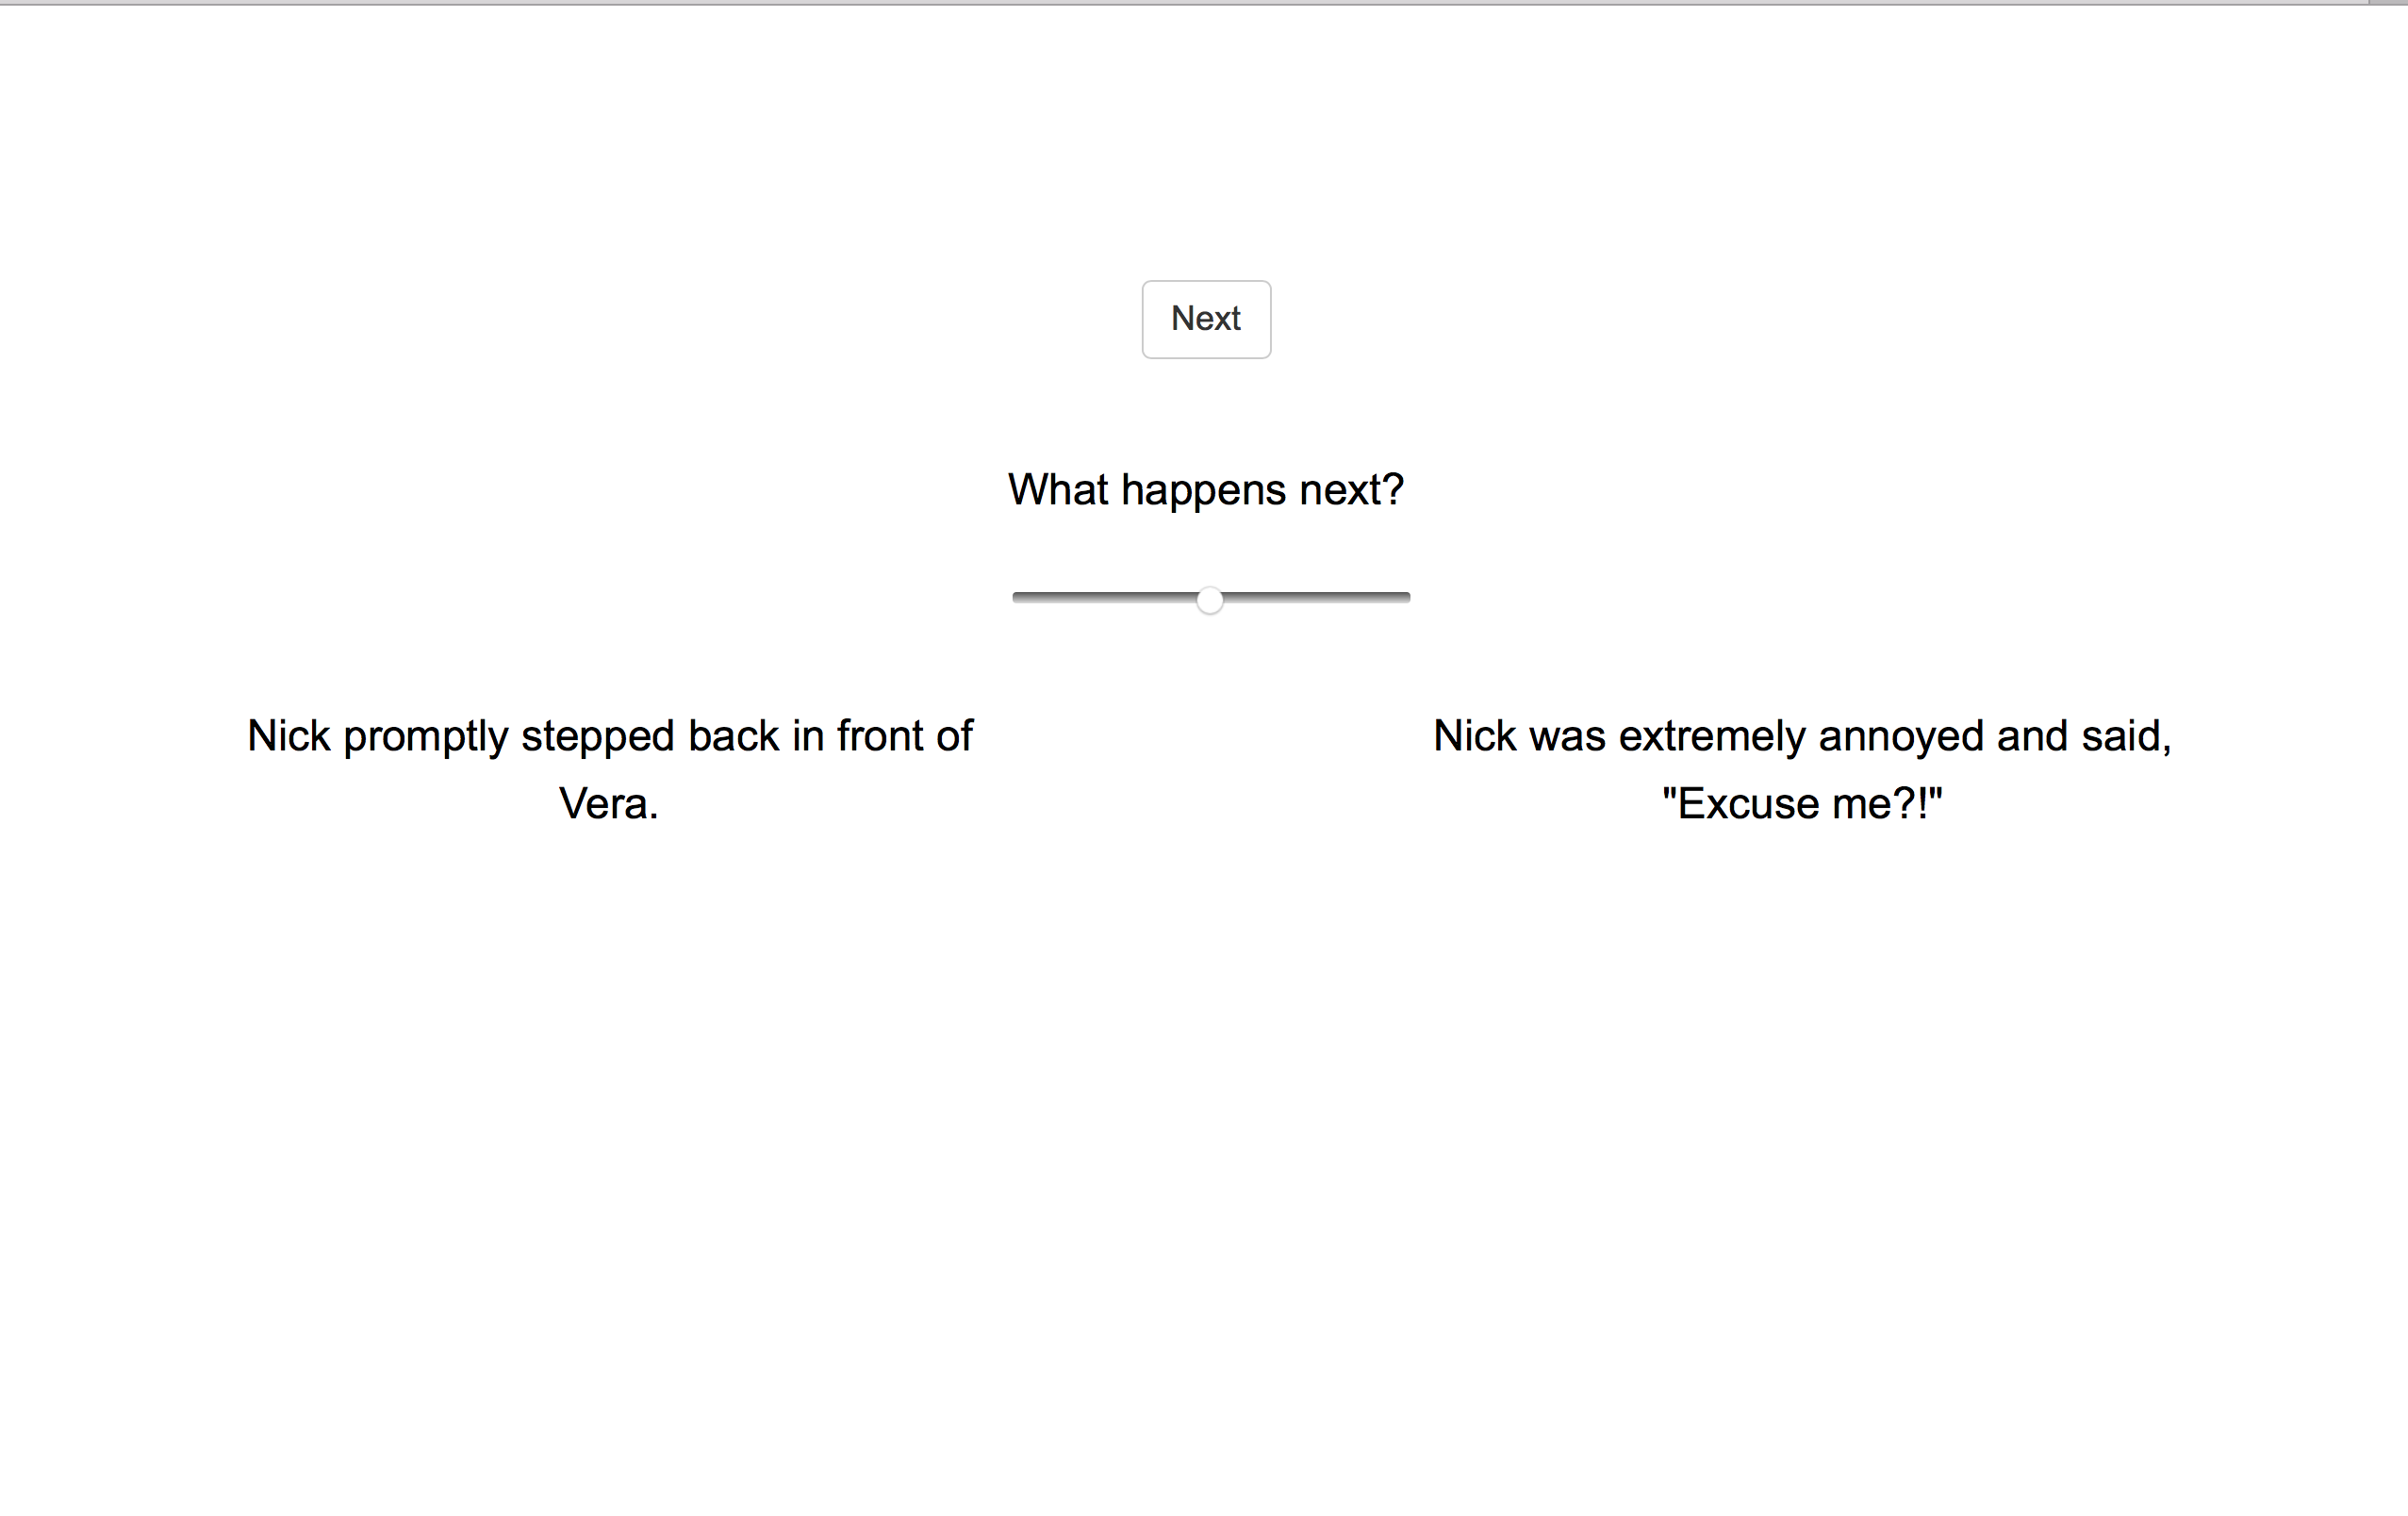 Next
What happens next?
Nick promptly stepped back in front of
Vera.
Nick was extremely annoyed and said,
"Excuse me?!"